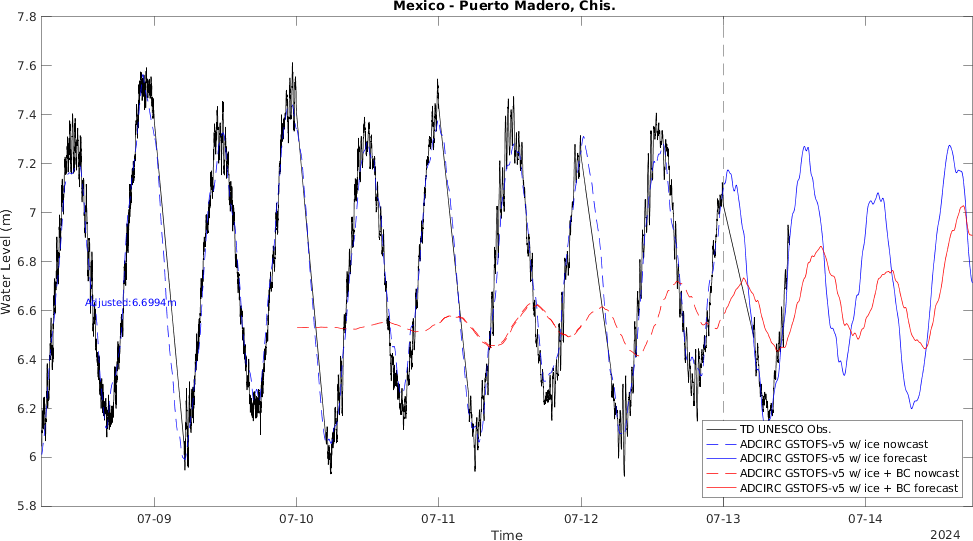 Mexico - Puerto Madero, Chis.
7.8
7.6
7.4
7.2
7
6.8
6.6
6.4
6.2
6
5.8
Water Level (m)
Adjusted:6.6994m
TD UNESCO Obs.
ADCIRC GSTOFS-v5 w/ ice nowcast
ADCIRC GSTOFS-v5 w/ ice forecast
ADCIRC GSTOFS-v5 w/ ice + BC nowcast
ADCIRC GSTOFS-v5 w/ ice + BC forecast
07-09 07-10 07-11 07-12 07-13 07-14
Time
2024